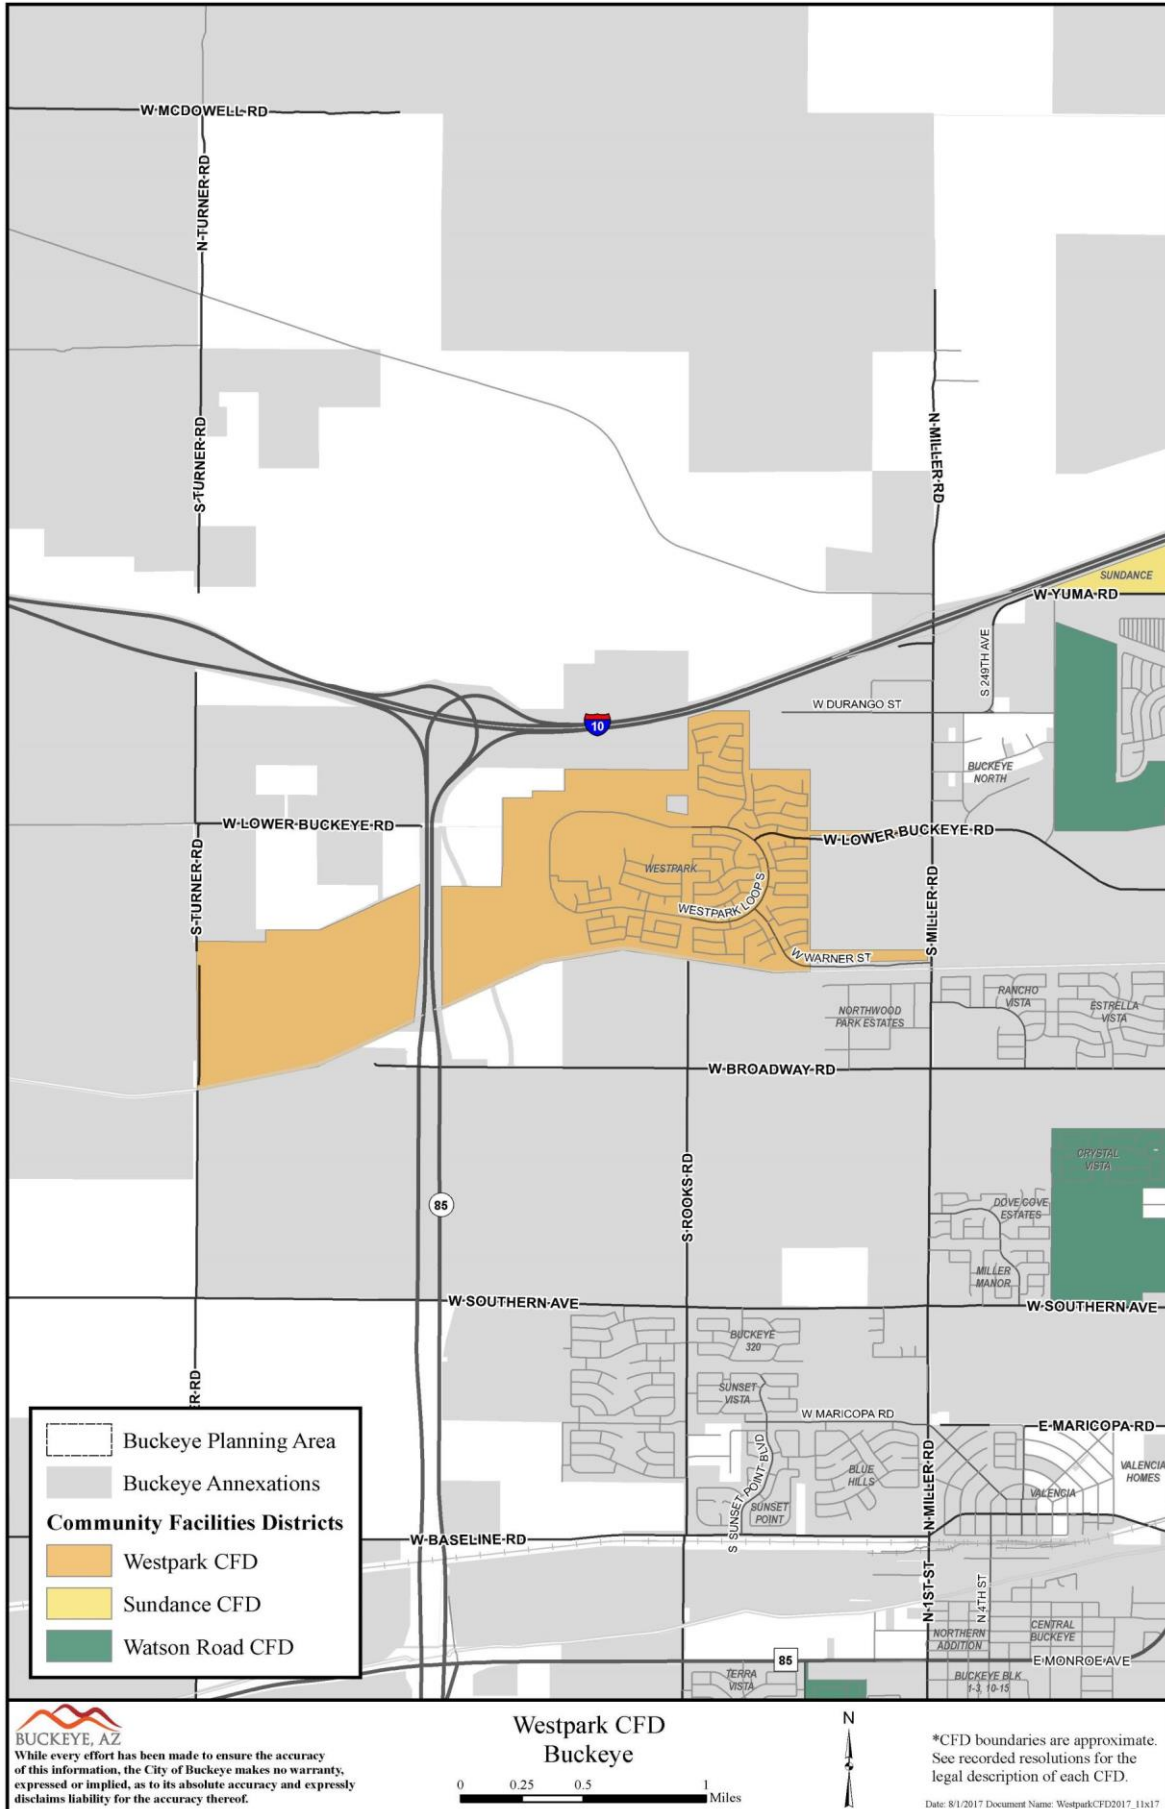 W MCDOWELL RD
N TURNER RD
S TURNER RD
N MILLER RD
SUNDANCE
W YUMA RD
S 249TH AVE
W DURANGO ST
10
BUCKEYE
NORTH
W LOWER BUCKEYE RD
W LOWER BUCKEYE RD
S TURNER RD
WESTPARK
WESTPARK LOOP S
S MILLER RD
W WARNER ST
NORTHWOOD
PARK ESTATES
RANCHO
VISTA
ESTRELLA
VISTA
W BROADWAY RD
CRYSTAL
VISTA
85
S ROOKS RD
DOVE COVE
ESTATES
MILLER
MANOR
W SOUTHERN AVE
W SOUTHERN AVE
BUCKEYE
320
SUNSET
VISTA
ER RD
W MARICOPA RD
E MARICOPA RD
S SUNSET POINT BLVD
BLUE
HILLS
SUNSET
POINT
N MILLER RD
VALENCIA
VALENCIA
HOMES
W BASELINE RD
N 1ST ST
N 4TH ST
NORTHERN
ADDITION
CENTRAL
BUCKEYE
85
E MONROE AVE
TERRA
VISTA
BUCKEYE BLK
1-3, 10-15
Buckeye Planning Area
Buckeye Annexations
Community Facilities Districts
Westpark CFD
Sundance CFD
Watson Road CFD
BUCKEYE, AZ
While every effort has been made to ensure the accuracy
of this information, the City of Buckeye makes no warranty,
expressed or implied, as to its absolute accuracy and expressly
disclaims liability for the accuracy thereof.
Westpark CFD
Buckeye
0 0.25 0.5 1
Miles
N
*CFD boundaries are approximate.
See recorded resolutions for the
legal description of each CFD.
Date: 8/1/2017 Document Name: WestparkCFD2017_11x17